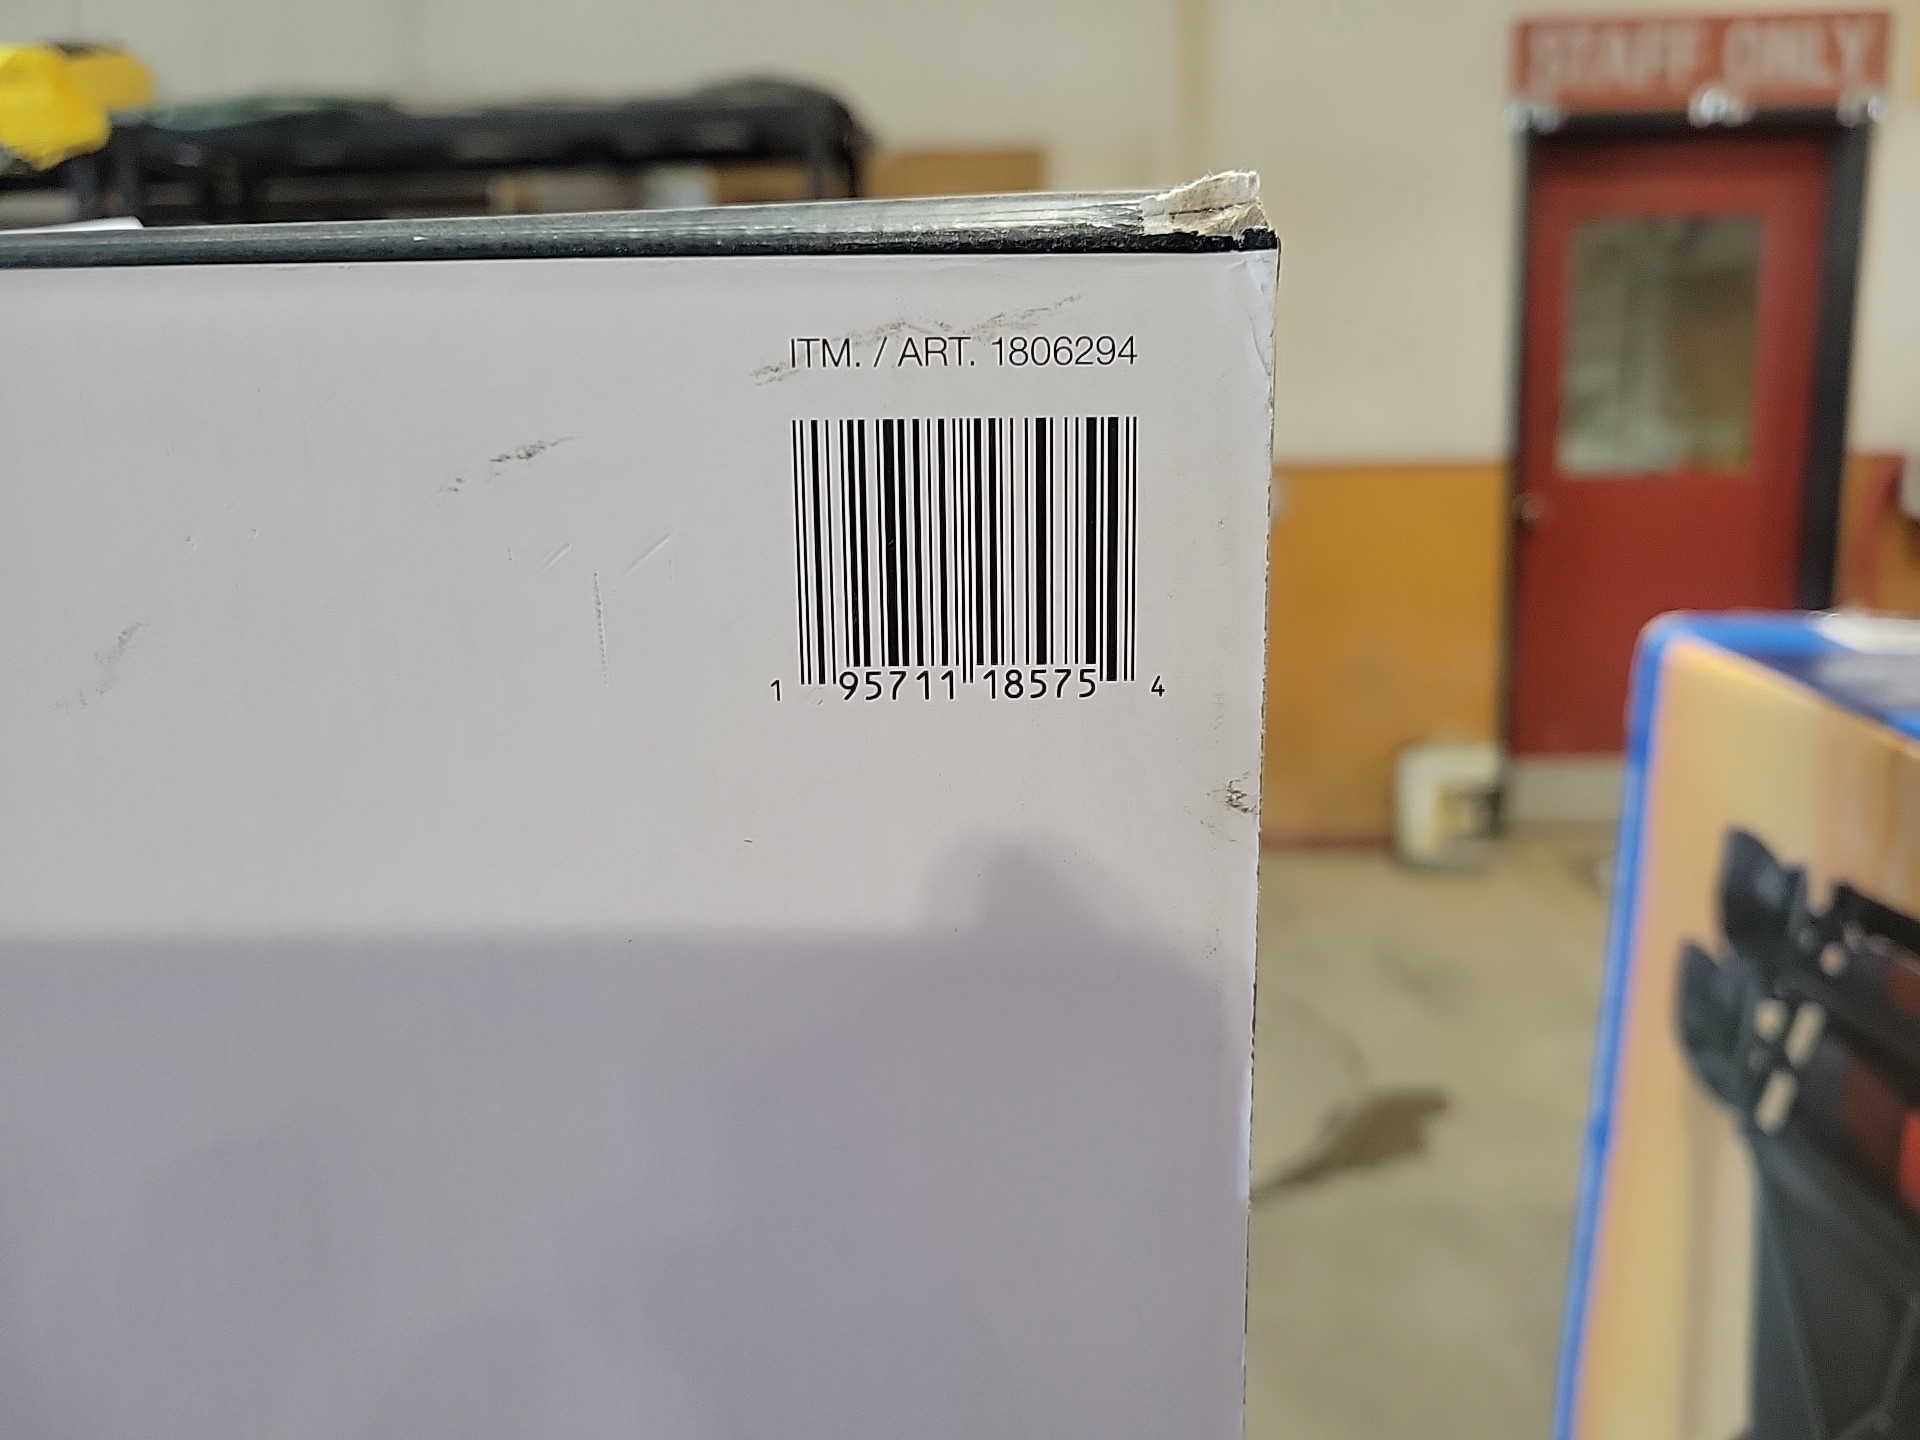 STAFF ONLY
ITM. / ART. 1806294
1 95711 18575 4